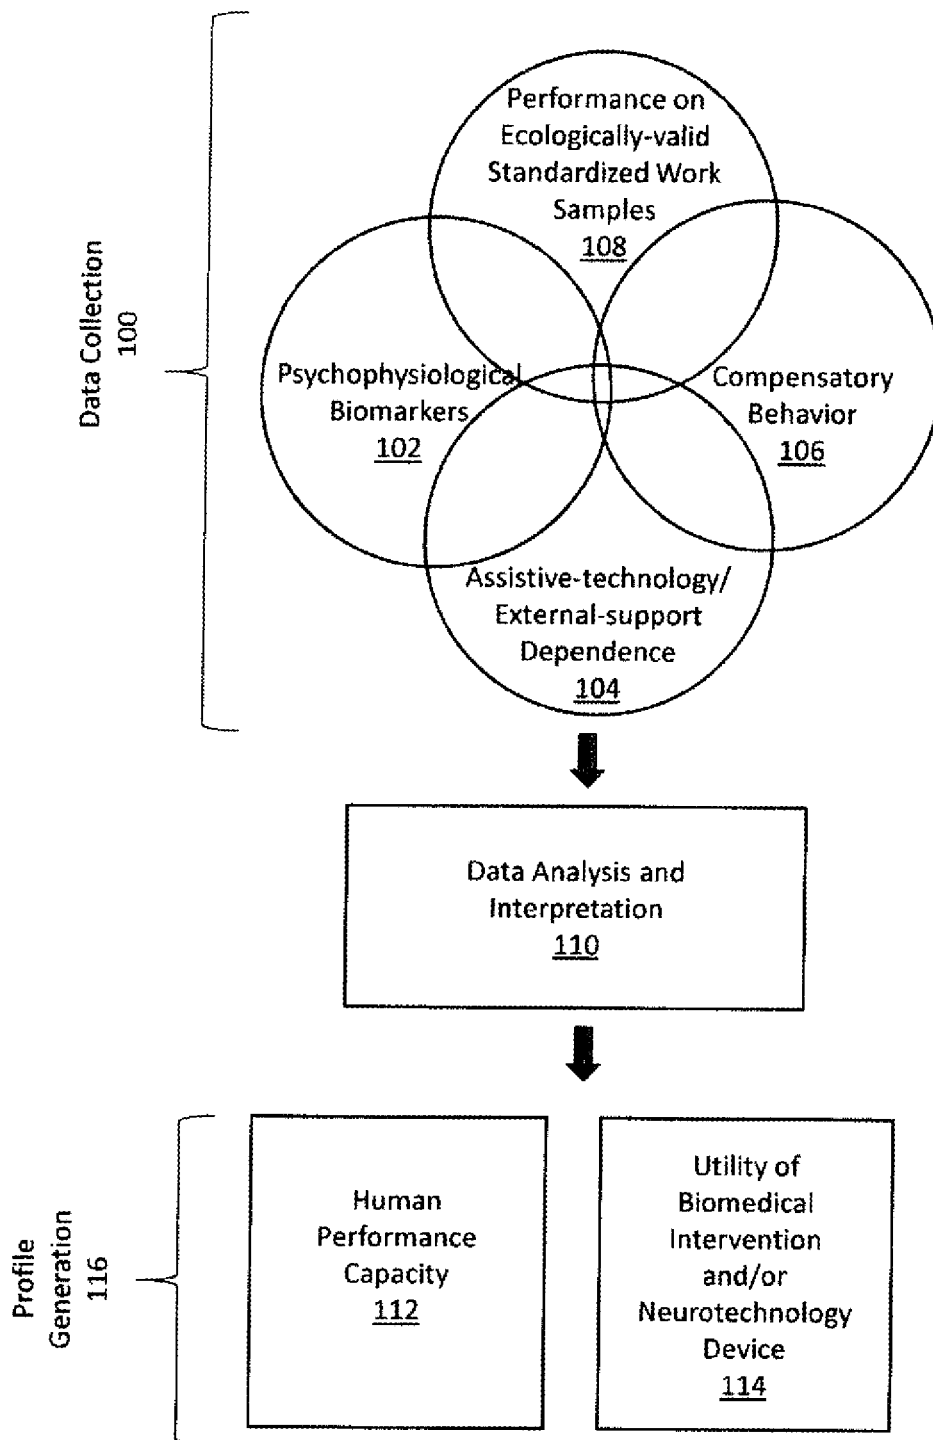 Performance on
Ecologically-valid
Standardized Work
Samples
108
Data Collection
100
Psychophysiological
Biomarkers
102
Compensatory
Behavior
106
Assistive-technology/
External-support
Dependence
104
Data Analysis and
Interpretation
110
Profile
Generation
116
Human
Performance
Capacity
112
Utility of
Biomedical
Intervention
and/or
Neurotechnology
Device
114